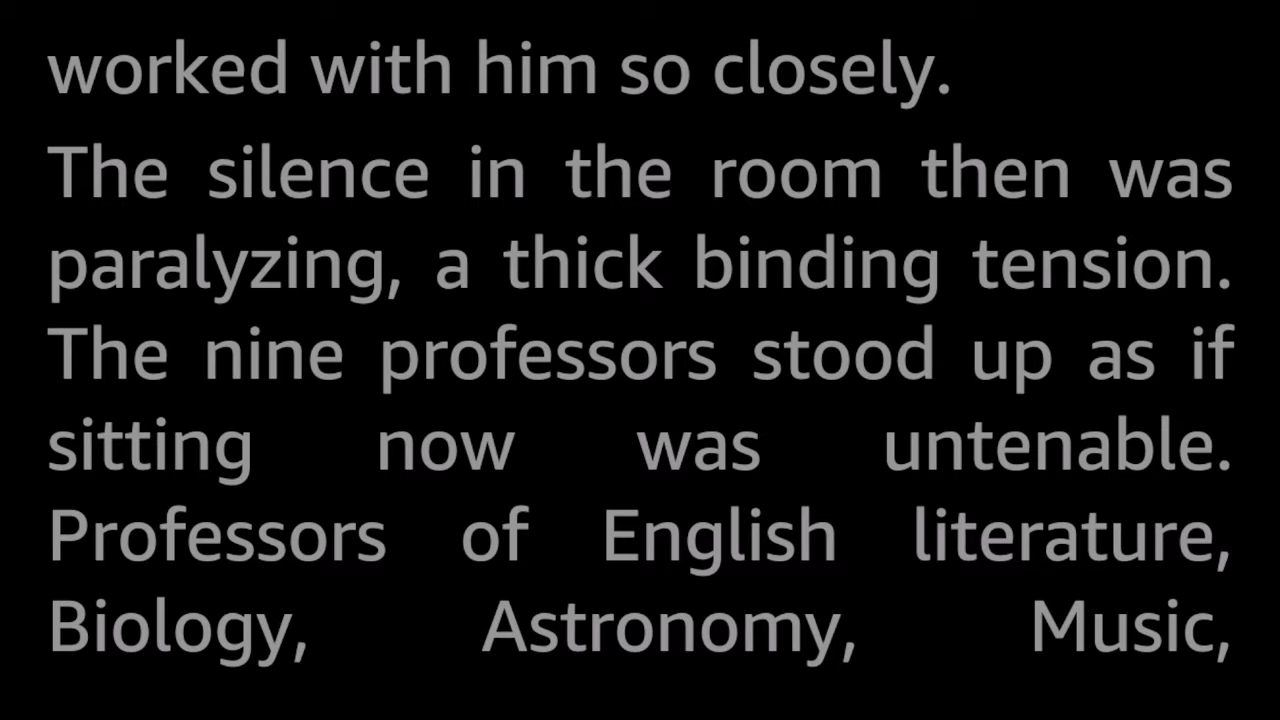 worked with him so closely.
The silence in the room then was
paralyzing, a thick binding tension.
The nine professors stood up as if
sitting now was untenable.
Professors of English literature,
Biology, Astronomy, Music,